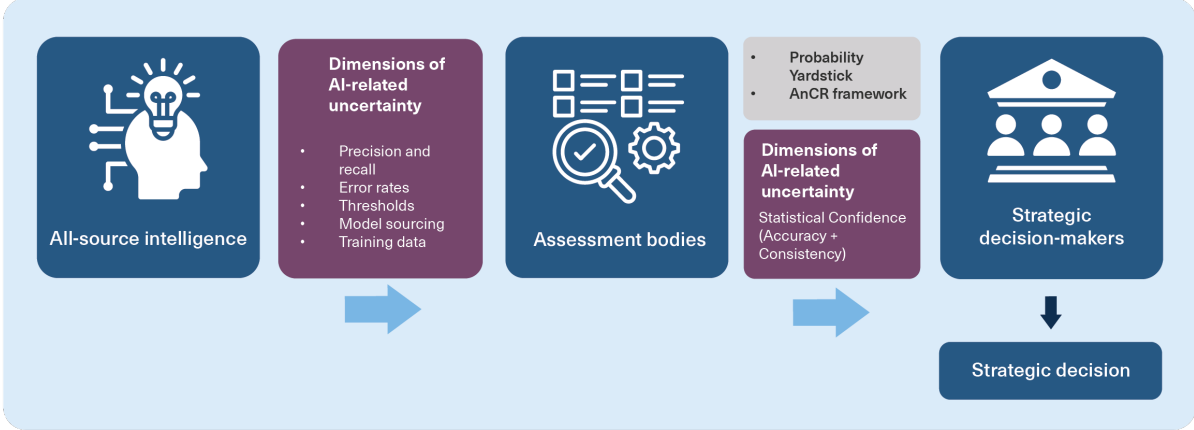 All-source intelligence
Dimensions of
AI-related
uncertainty
• Precision and
recall
• Error rates
• Thresholds
• Model sourcing
• Training data
Assessment bodies
• Probability
Yardstick
• AnCR framework
Dimensions of
AI-related
uncertainty
Statistical Confidence
(Accuracy +
Consistency)
Strategic
decision-makers
Strategic decision